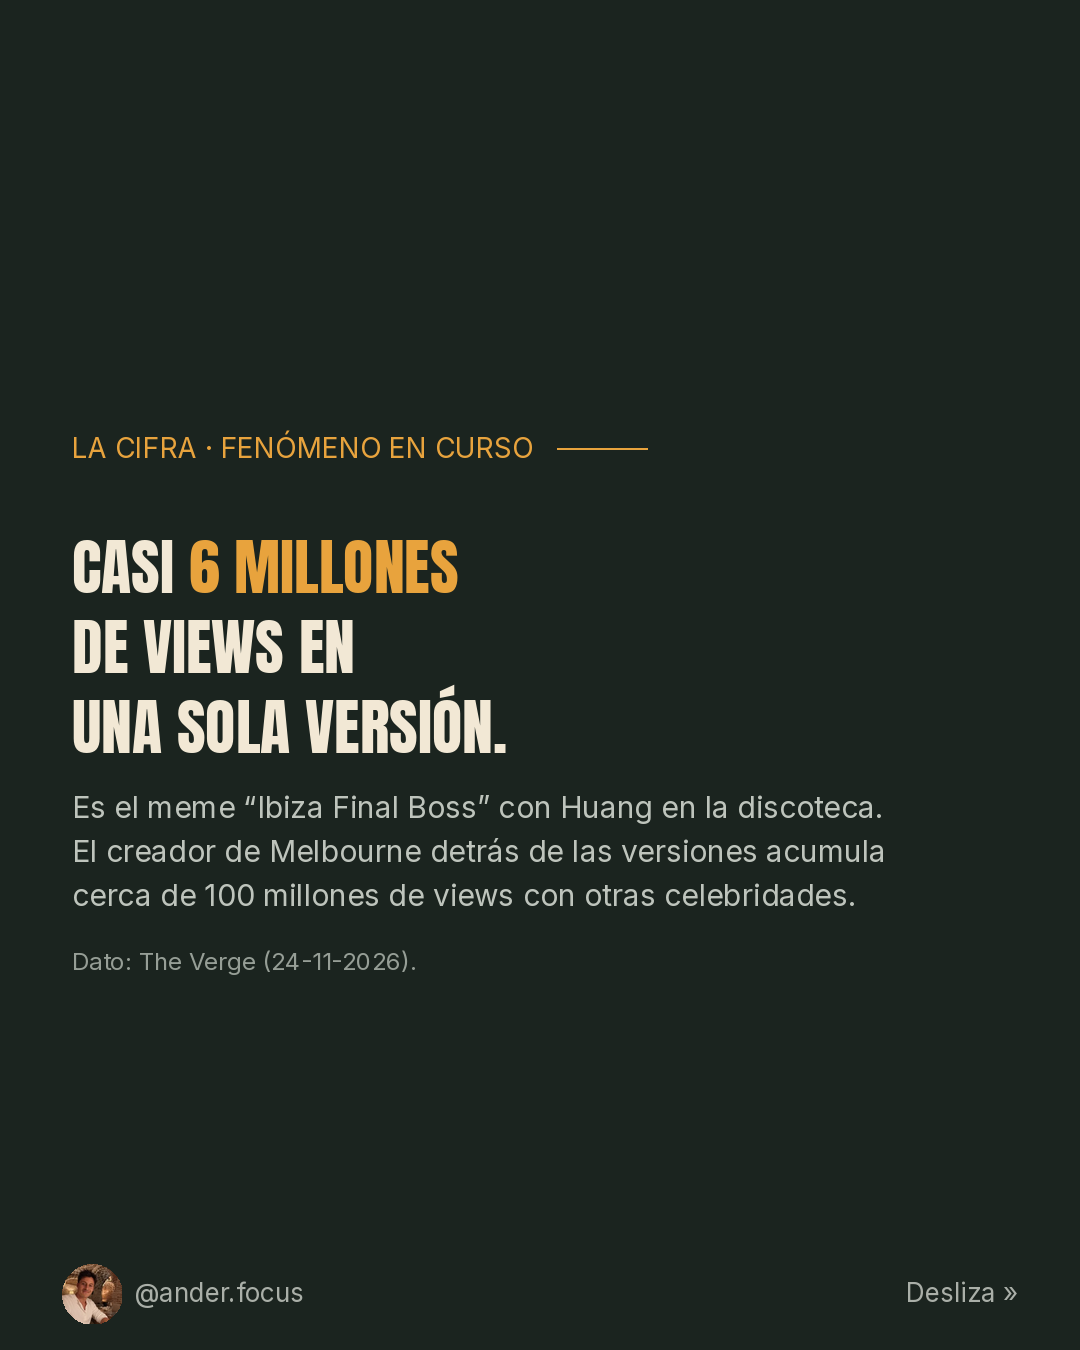 LA CIFRA · FENÓMENO EN CURSO
CASI 6 MILLONES
DE VIEWS EN
UNA SOLA VERSIÓN.
Es el meme “Ibiza Final Boss” con Huang en la discoteca.
El creador de Melbourne detrás de las versiones acumula
cerca de 100 millones de views con otras celebridades.
Dato: The Verge (24-11-2026).
@ander.focus
Desliza »